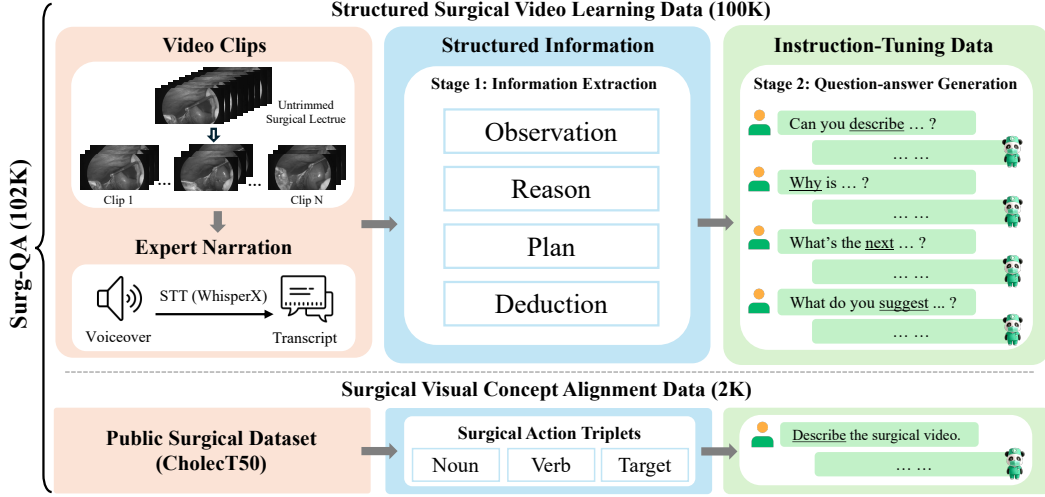 Structured Surgical Video Learning Data (100K)
Surg-QA (102K)
Video Clips
Untrimmed
Surgical Lectrue
...
...
Clip 1
Clip N
Expert Narration
STT (WhisperX)
Voiceover
Transcript
Structured Information
Stage 1: Information Extraction
Observation
Reason
Plan
Deduction
Instruction-Tuning Data
Stage 2: Question-answer Generation
Can you describe … ?
… …
Why is … ?
… …
What's the next … ?
… …
What do you suggest ... ?
… …
Surgical Visual Concept Alignment Data (2K)
Public Surgical Dataset
(CholecT50)
Surgical Action Triplets
Noun
Verb
Target
Describe the surgical video.
… …